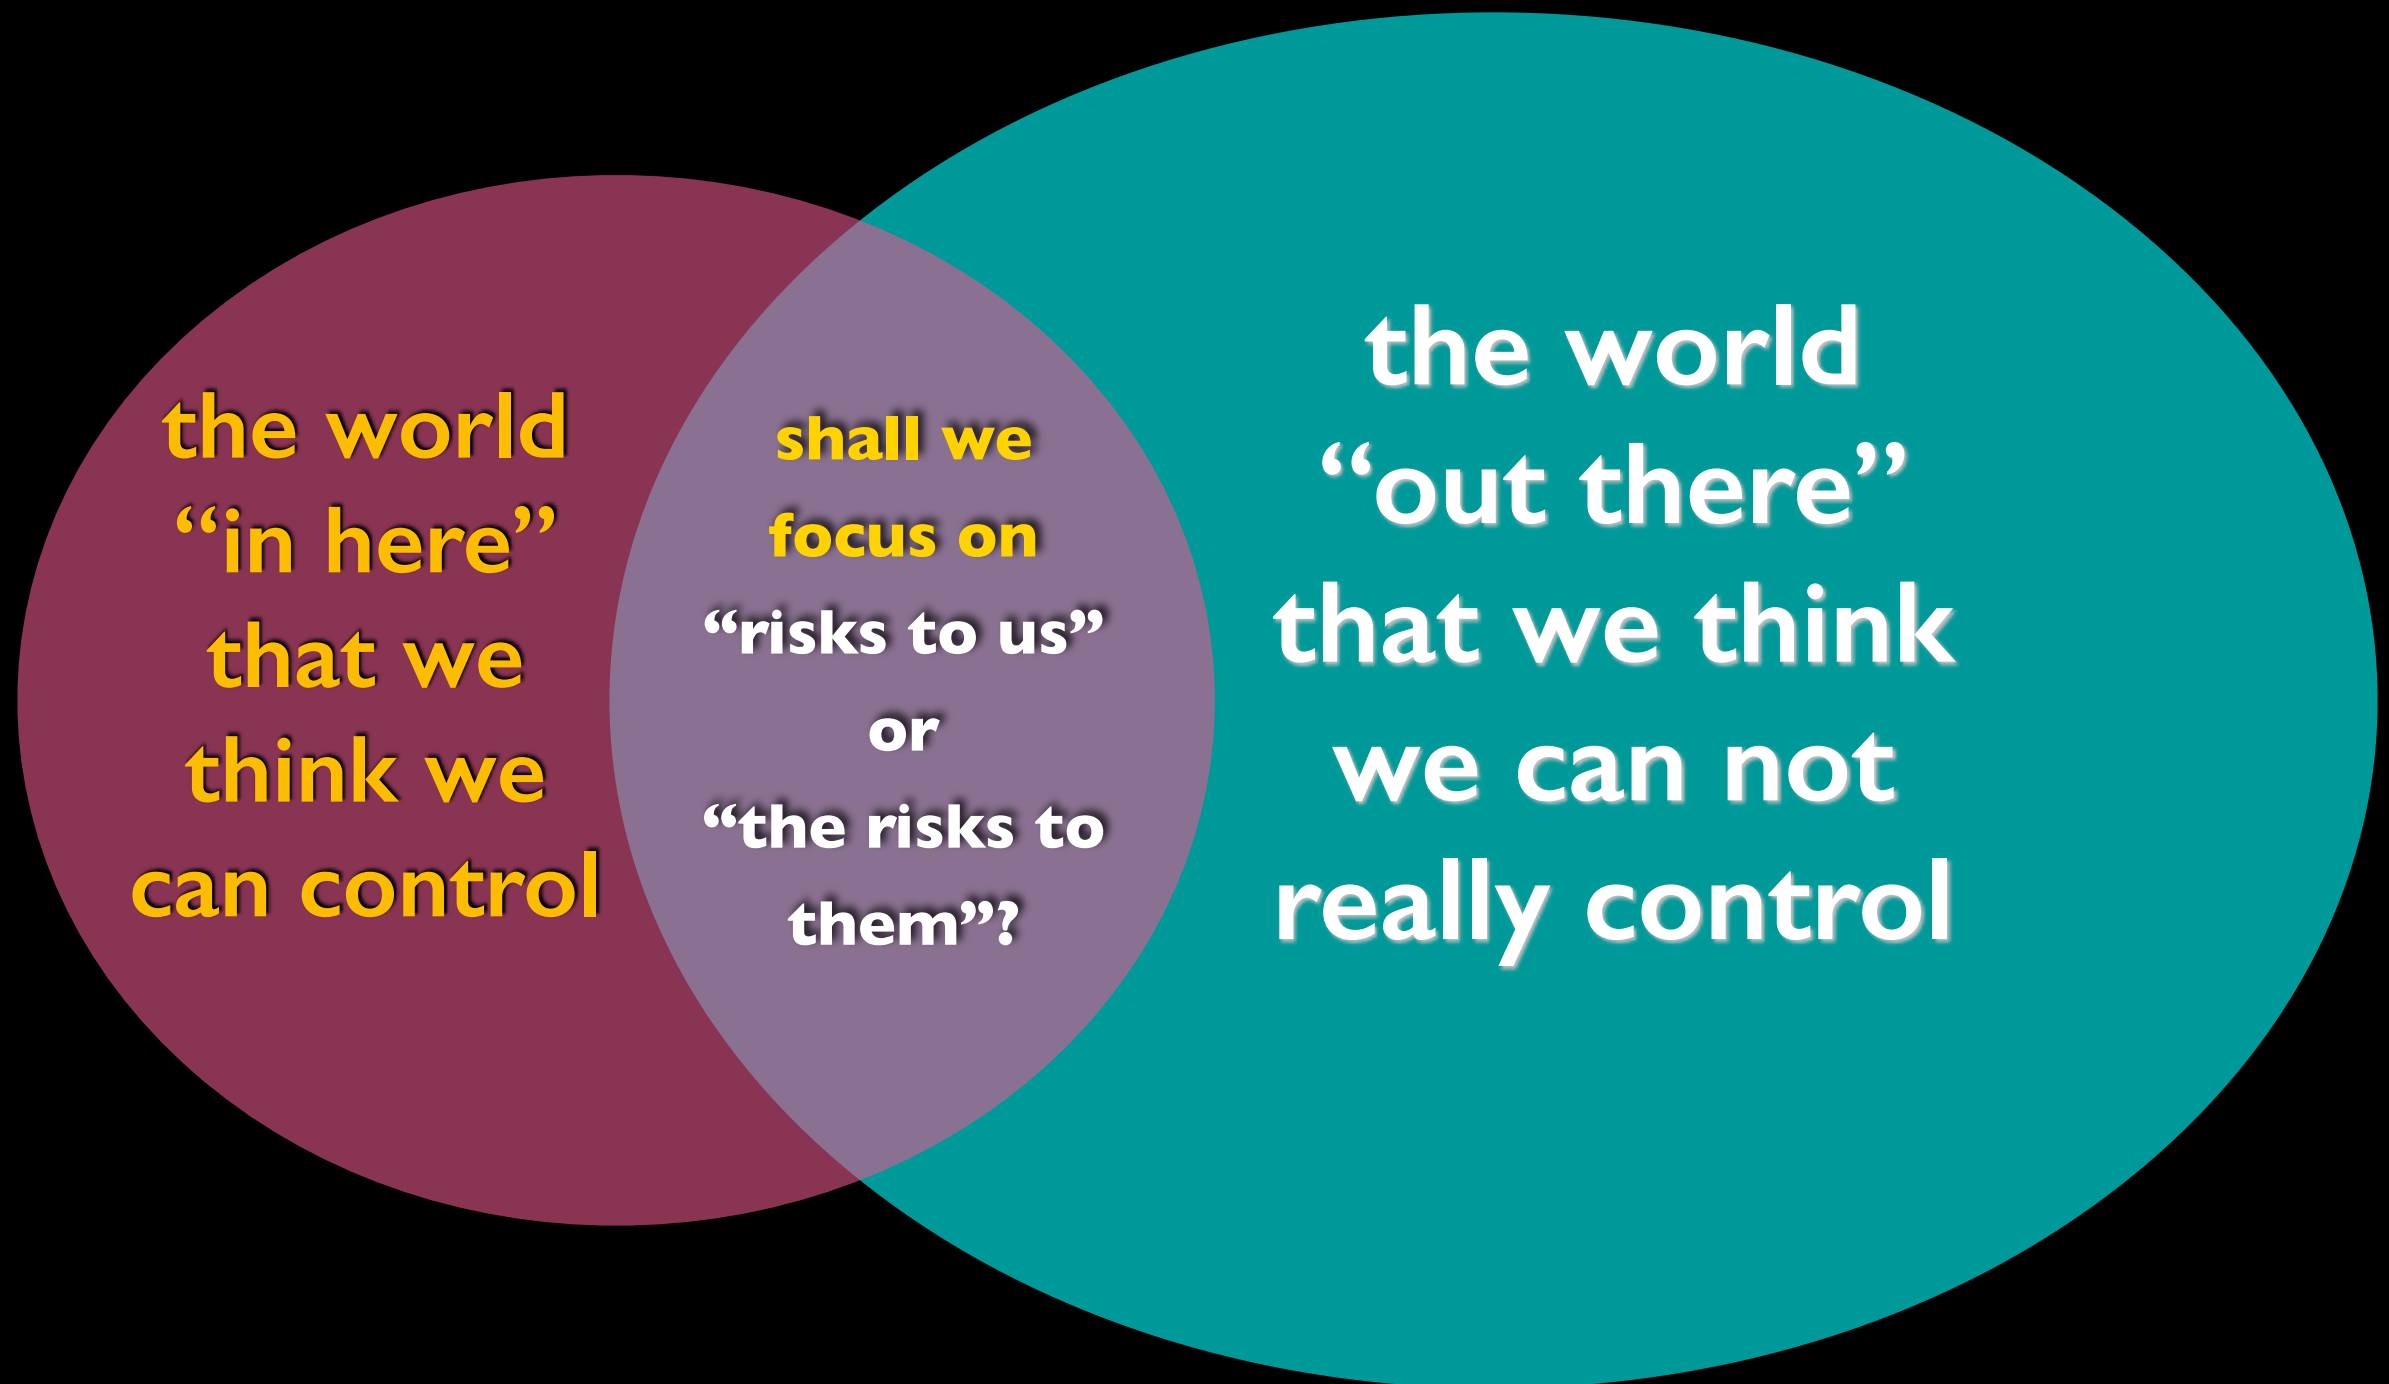 the world
“in here”
that we
think we
can control
shall we
focus on
“risks to us”
or
“the risks to
them”?
the world
“out there”
that we think
we can not
really control